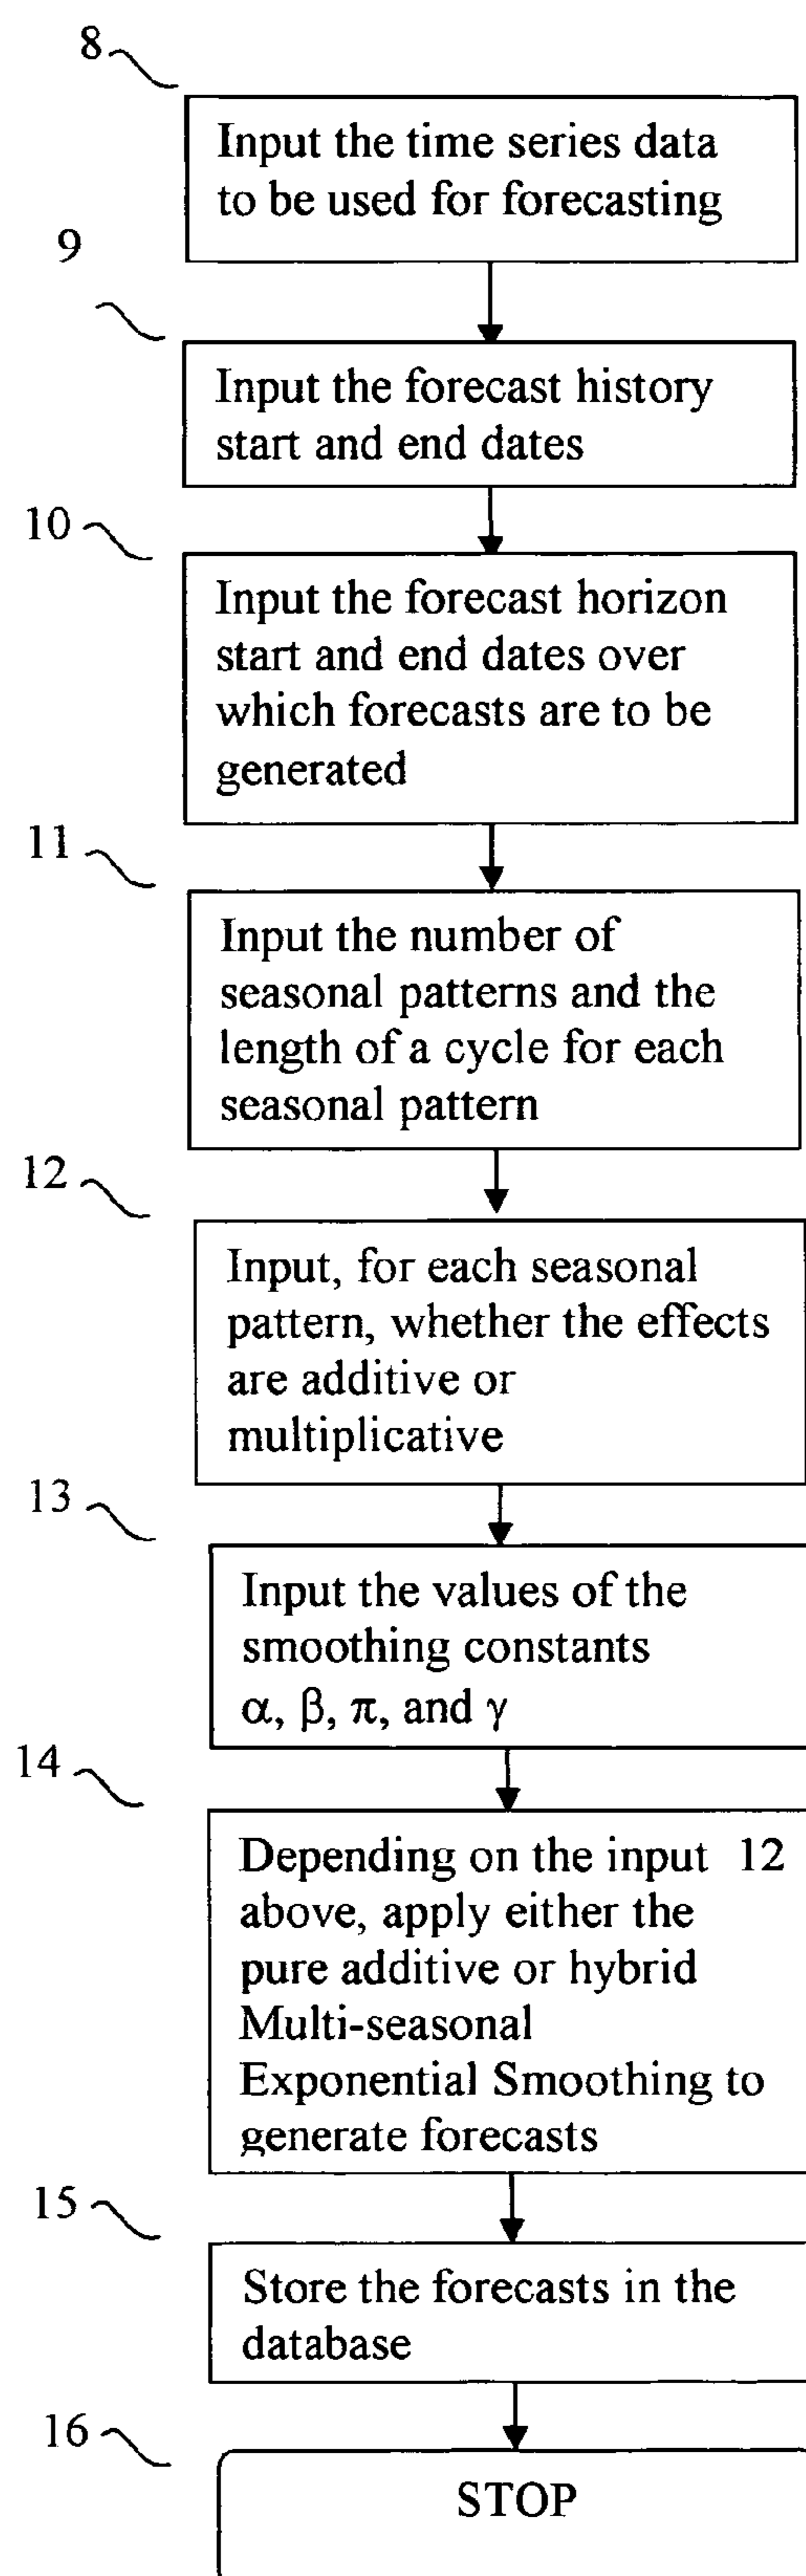 8
Input the time series data
to be used for forecasting
9
Input the forecast history
start and end dates
10
Input the forecast horizon
start and end dates over
which forecasts are to be
generated
11
Input the number of
seasonal patterns and the
length of a cycle for each
seasonal pattern
12
Input, for each seasonal
pattern, whether the effects
are additive or
multiplicative
13
Input the values of the
smoothing constants
α, β, π, and γ
14
Depending on the input 12
above, apply either the
pure additive or hybrid
Multi-seasonal
Exponential Smoothing to
generate forecasts
15
Store the forecasts in the
database
16
STOP